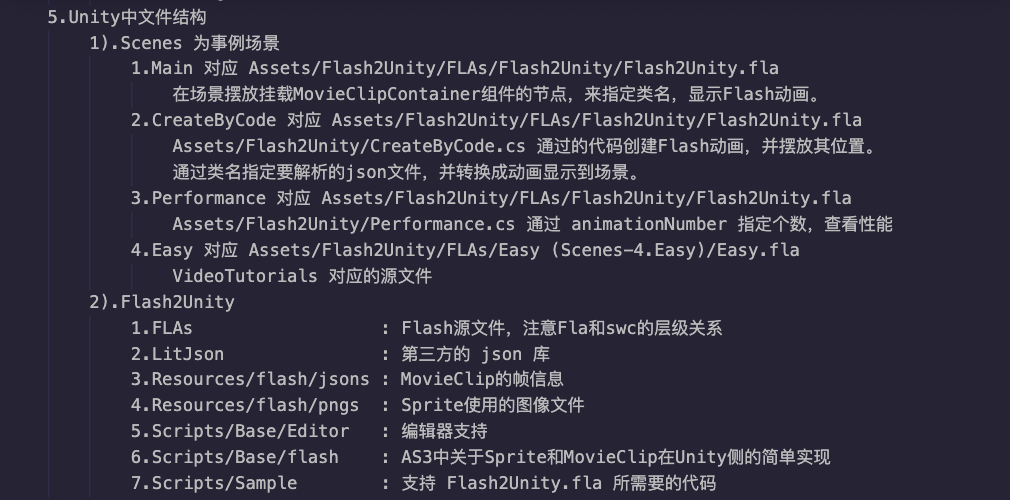 5.Unity中文件结构
1).Scenes 为事例场景
1.Main 对应 Assets/Flash2Unity/FLAs/Flash2Unity/Flash2Unity.fla
在场景摆放挂载MovieClipContainer组件的节点，来指定类名，显示Flash动画。
2.CreateByCode 对应 Assets/Flash2Unity/FLAs/Flash2Unity/Flash2Unity.fla
Assets/Flash2Unity/CreateByCode.cs 通过的代码创建Flash动画，并摆放其位置。
通过类名指定要解析的json文件，并转换成动画显示到场景。
3.Performance 对应 Assets/Flash2Unity/FLAs/Flash2Unity/Flash2Unity.fla
Assets/Flash2Unity/Performance.cs 通过 animationNumber 指定个数，查看性能
4.Easy 对应 Assets/Flash2Unity/FLAs/Easy (Scenes-4.Easy)/Easy.fla
VideoTutorials 对应的源文件
2).Flash2Unity
1.FLAs : Flash源文件，注意Fla和swc的层级关系
2.LitJson : 第三方的 json 库
3.Resources/flash/jsons : MovieClip的帧信息
4.Resources/flash/pngs : Sprite使用的图像文件
5.Scripts/Base/Editor : 编辑器支持
6.Scripts/Base/flash : AS3中关于Sprite和MovieClip在Unity侧的简单实现
7.Scripts/Sample : 支持 Flash2Unity.fla 所需要的代码